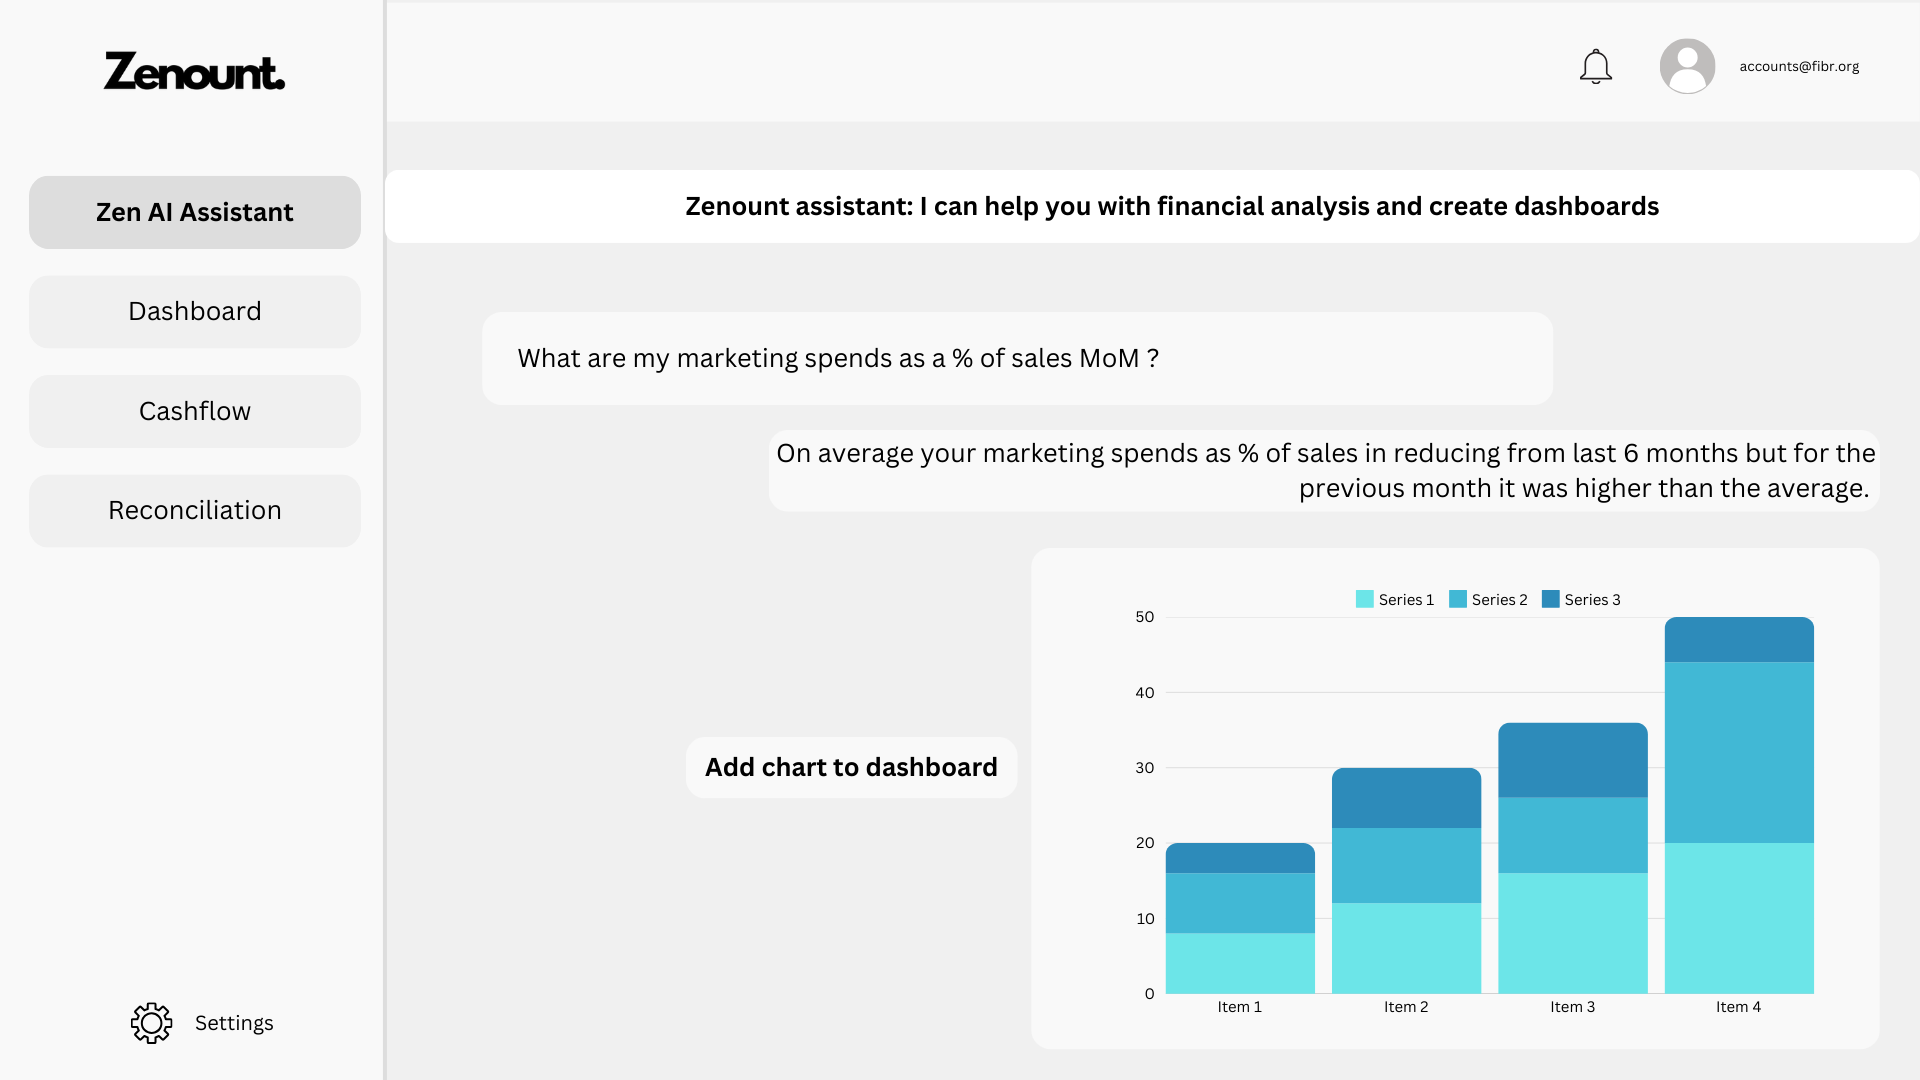 Zenount.
accounts@fibr.org
Zen AI Assistant
Dashboard
Cashflow
Reconciliation
Settings
Zenount assistant: I can help you with financial analysis and create dashboards
What are my marketing spends as a % of sales MoM ?
On average your marketing spends as % of sales in reducing from last 6 months but for the
previous month it was higher than the average.
Add chart to dashboard
Series 1 Series 2 Series 3
50
40
30
20
10
0
Item 1 Item 2 Item 3 Item 4